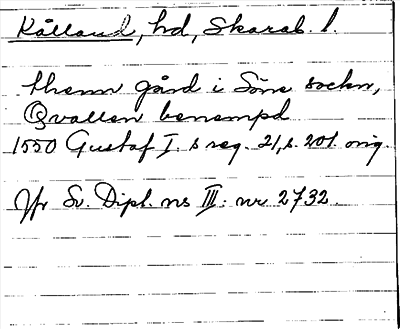 Kålland, hd, Skarab. l.
them gård i Söne sockn,
Qvallen benempd
1550 Gustaf I. s reg. 21, s. 201. orig.
Jfr Sv. Dipl. ns III: nr 2732.